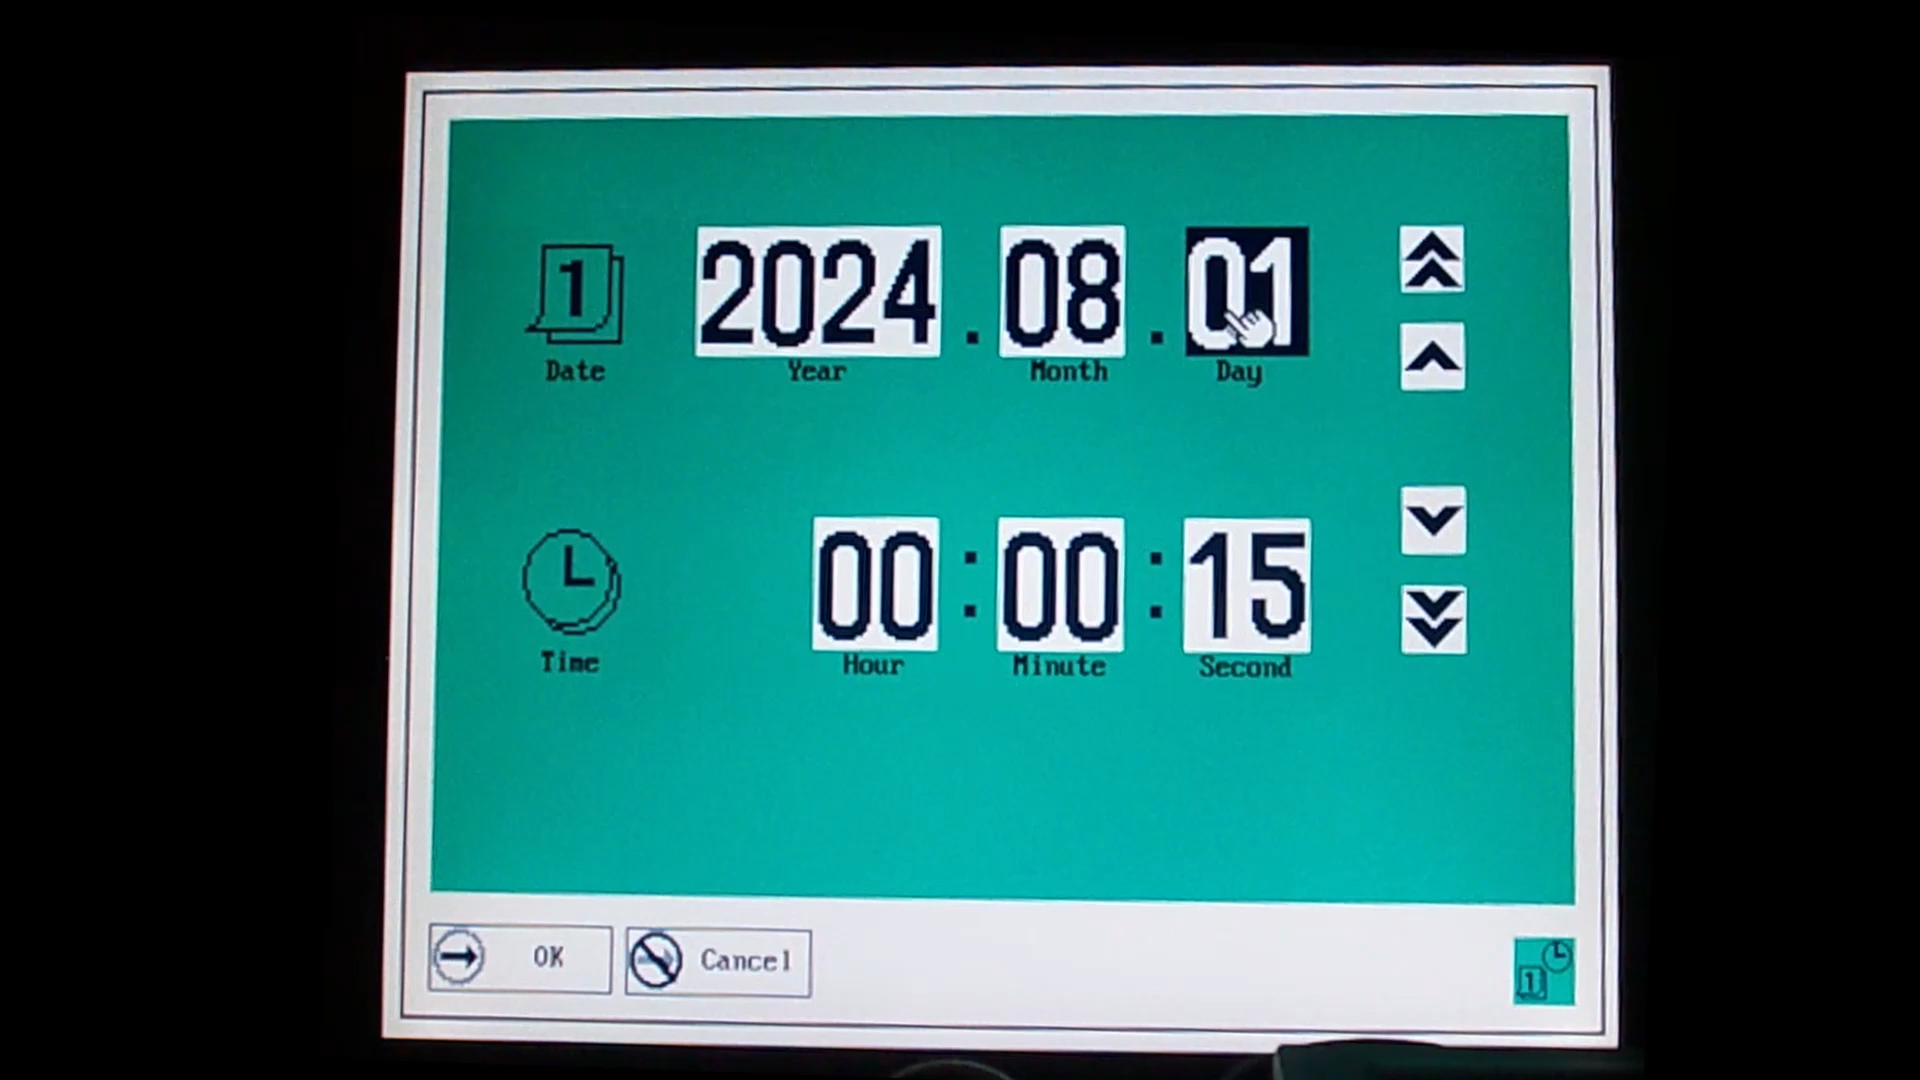 1 2024.08.01
Date Year Month Day
00:00:15
Time Hour Minute Second
OK Cancel 1